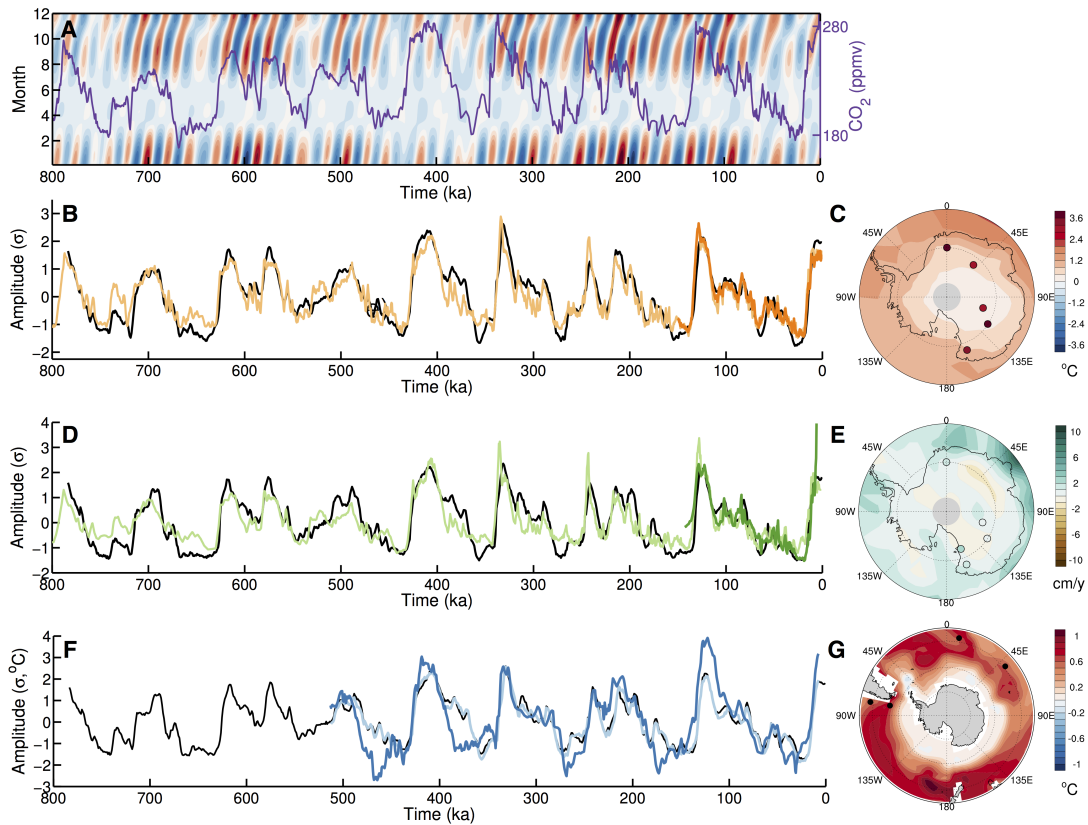 A
12
10
8
6
4
2
Month
280
180
CO2 (ppmv)
800 700 600 500 400 300 200 100 0
Time (ka)
B
3
2
1
0
−1
−2
Amplitude (σ)
800 700 600 500 400 300 200 100 0
Time (ka)
C
0
45W 45E
90W 90E
135W 135E
180
3.6
2.4
1.2
0
-1.2
-2.4
-3.6
oC
D
4
3
2
1
0
−1
−2
Amplitude (σ)
800 700 600 500 400 300 200 100 0
Time (ka)
E
0
45W 45E
90W 90E
135W 135E
180
10
6
2
-2
-6
-10
cm/y
F
4
3
2
1
0
−1
−2
−3
Amplitude (σ,oC)
800 700 600 500 400 300 200 100 0
Time (ka)
G
0
45W 45E
90W 90E
135W 135E
180
1
0.6
0.2
-0.2
-0.6
-1
oC